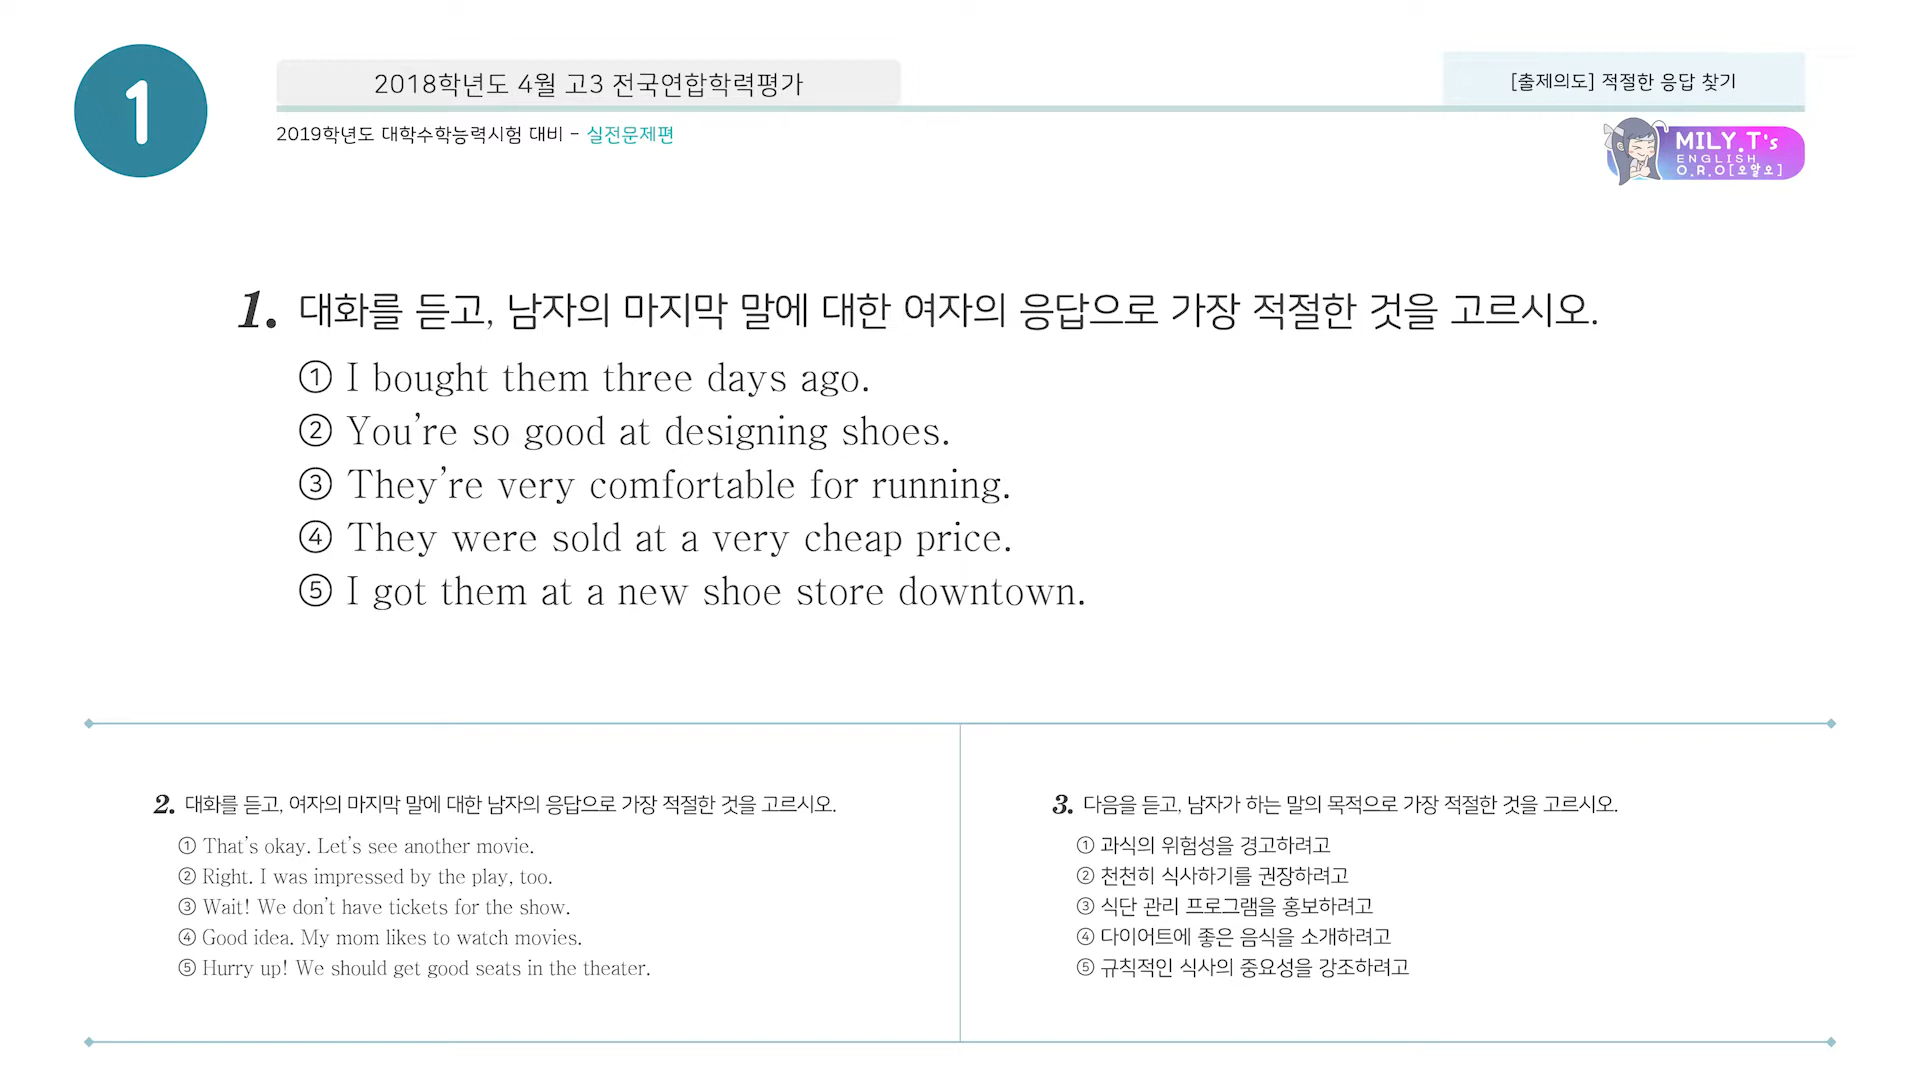 1
2018학년도 4월 고3 전국연합학력평가
[출제의도] 적절한 응답 찾기
2019학년도 대학수학능력시험 대비 - 실전문제편
MILY.T's
ENGLISH
O.R.O[오알오]
1. 대화를 듣고, 남자의 마지막 말에 대한 여자의 응답으로 가장 적절한 것을 고르시오.
① I bought them three days ago.
② You're so good at designing shoes.
③ They're very comfortable for running.
④ They were sold at a very cheap price.
⑤ I got them at a new shoe store downtown.
2. 대화를 듣고, 여자의 마지막 말에 대한 남자의 응답으로 가장 적절한 것을 고르시오.
① That's okay. Let's see another movie.
② Right. I was impressed by the play, too.
③ Wait! We don't have tickets for the show.
④ Good idea. My mom likes to watch movies.
⑤ Hurry up! We should get good seats in the theater.
3. 다음을 듣고, 남자가 하는 말의 목적으로 가장 적절한 것을 고르시오.
① 과식의 위험성을 경고하려고
② 천천히 식사하기를 권장하려고
③ 식단 관리 프로그램을 홍보하려고
④ 다이어트에 좋은 음식을 소개하려고
⑤ 규칙적인 식사의 중요성을 강조하려고